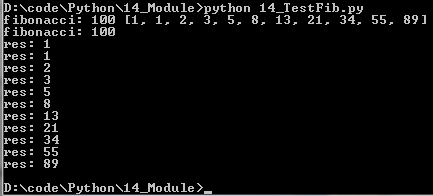 D:\code\Python\14_Module>python 14_TestFib.py
fibonacci: 100 [1, 1, 2, 3, 5, 8, 13, 21, 34, 55, 89]
fibonacci: 100
res: 1
res: 1
res: 2
res: 3
res: 5
res: 8
res: 13
res: 21
res: 34
res: 55
res: 89
D:\code\Python\14_Module>_